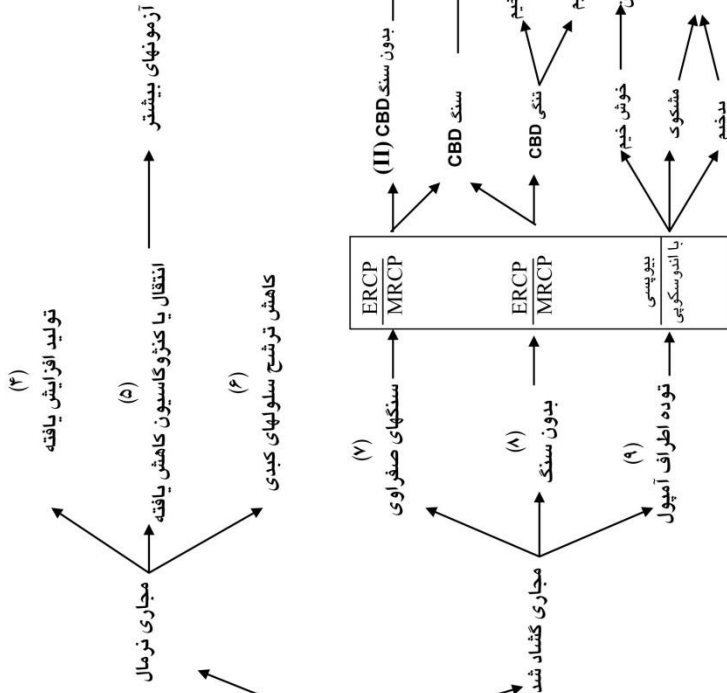 (۴)
تولید افزایش یافته
مجاری نرمال
(۵)
انتقال یا کنژوگاسیون کاهش یافته
آزمونهای بیشتر
(۶)
کاهش ترشح سلولهای کبدی
مجاری گشاد شد
(۷)
سنگهای صفراوی
ERCP
MRCP
(II) CBD بدون سنگ
CBD سنگ
(۸)
بدون سنگ
ERCP
MRCP
CBD تنگی
(۹)
توده اطراف آمپول
بیوپسی
با اندوسکوپی
خوش خیم
مشکوک
بدخیم